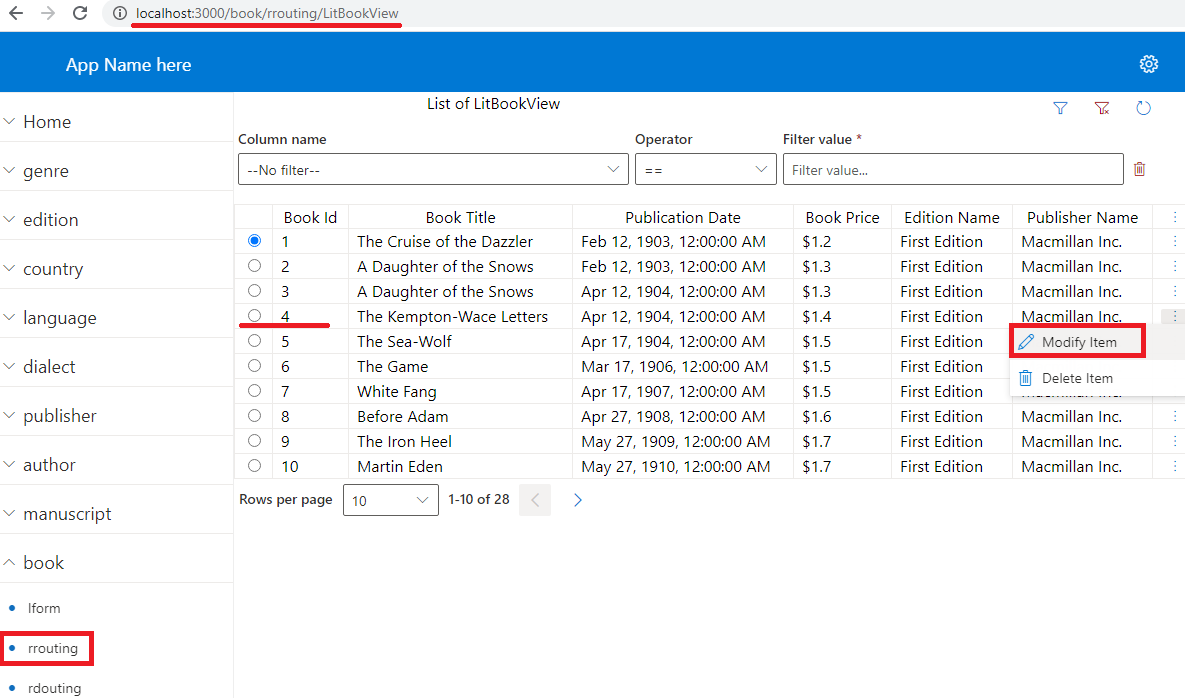 localhost:3000/book/rrouting/LitBookView
App Name here
Home
genre
edition
country
language
dialect
publisher
author
manuscript
book
lform
rrouting
rdouting
List of LitBookView
Column name Operator Filter value *
--No filter-- == Filter value...
Book Id Book Title Publication Date Book Price Edition Name Publisher Name
1 The Cruise of the Dazzler Feb 12, 1903, 12:00:00 AM $1.2 First Edition Macmillan Inc.
2 A Daughter of the Snows Feb 12, 1903, 12:00:00 AM $1.3 First Edition Macmillan Inc.
3 A Daughter of the Snows Apr 12, 1904, 12:00:00 AM $1.3 First Edition Macmillan Inc.
4 The Kempton-Wace Letters Apr 12, 1904, 12:00:00 AM $1.4 First Edition Macmillan Inc.
5 The Sea-Wolf Apr 17, 1904, 12:00:00 AM $1.5 First Edition
6 The Game Mar 17, 1906, 12:00:00 AM $1.5 First Edition
7 White Fang Apr 17, 1907, 12:00:00 AM $1.5 First Edition
8 Before Adam Apr 27, 1908, 12:00:00 AM $1.6 First Edition Macmillan Inc.
9 The Iron Heel May 27, 1909, 12:00:00 AM $1.7 First Edition Macmillan Inc.
10 Martin Eden May 27, 1910, 12:00:00 AM $1.7 First Edition Macmillan Inc.
Modify Item
Delete Item
Rows per page 10 1-10 of 28